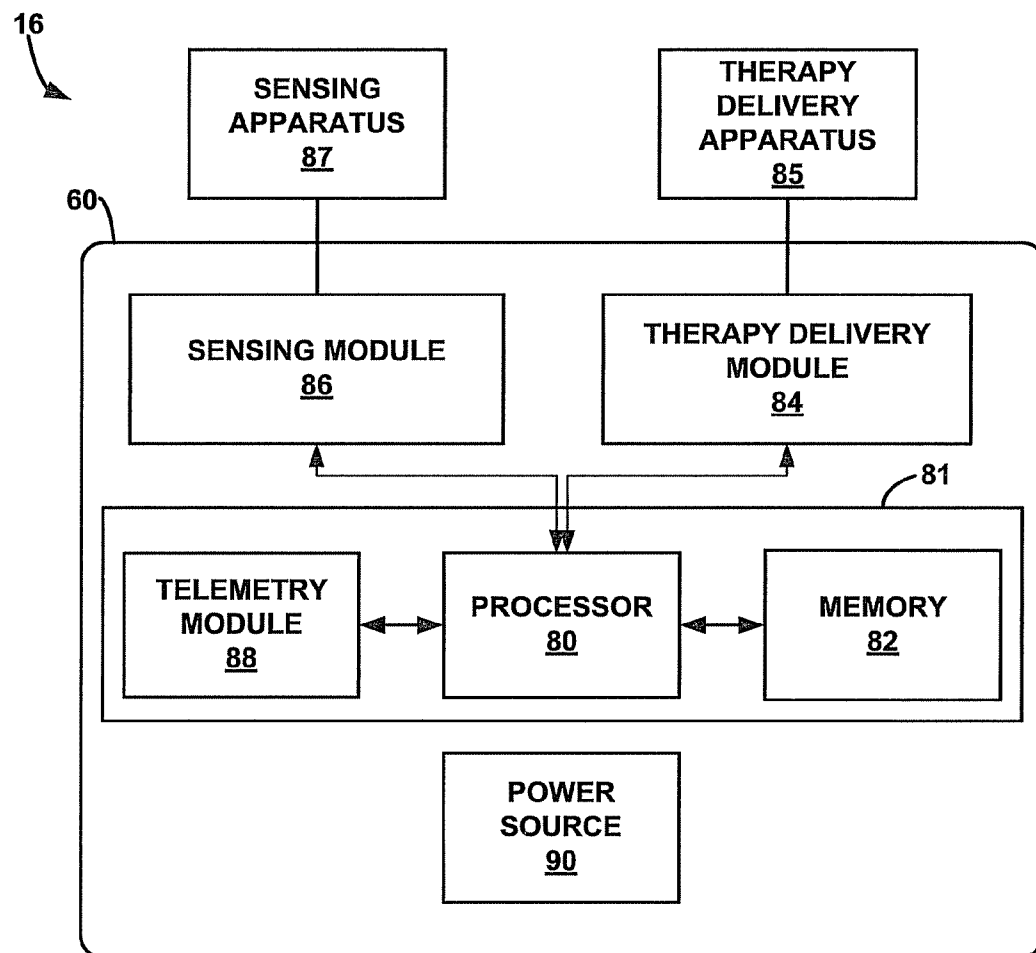 16
SENSING
APPARATUS
87
THERAPY
DELIVERY
APPARATUS
85
60
SENSING MODULE
86
THERAPY DELIVERY
MODULE
84
81
TELEMETRY
MODULE
88
PROCESSOR
80
MEMORY
82
POWER
SOURCE
90